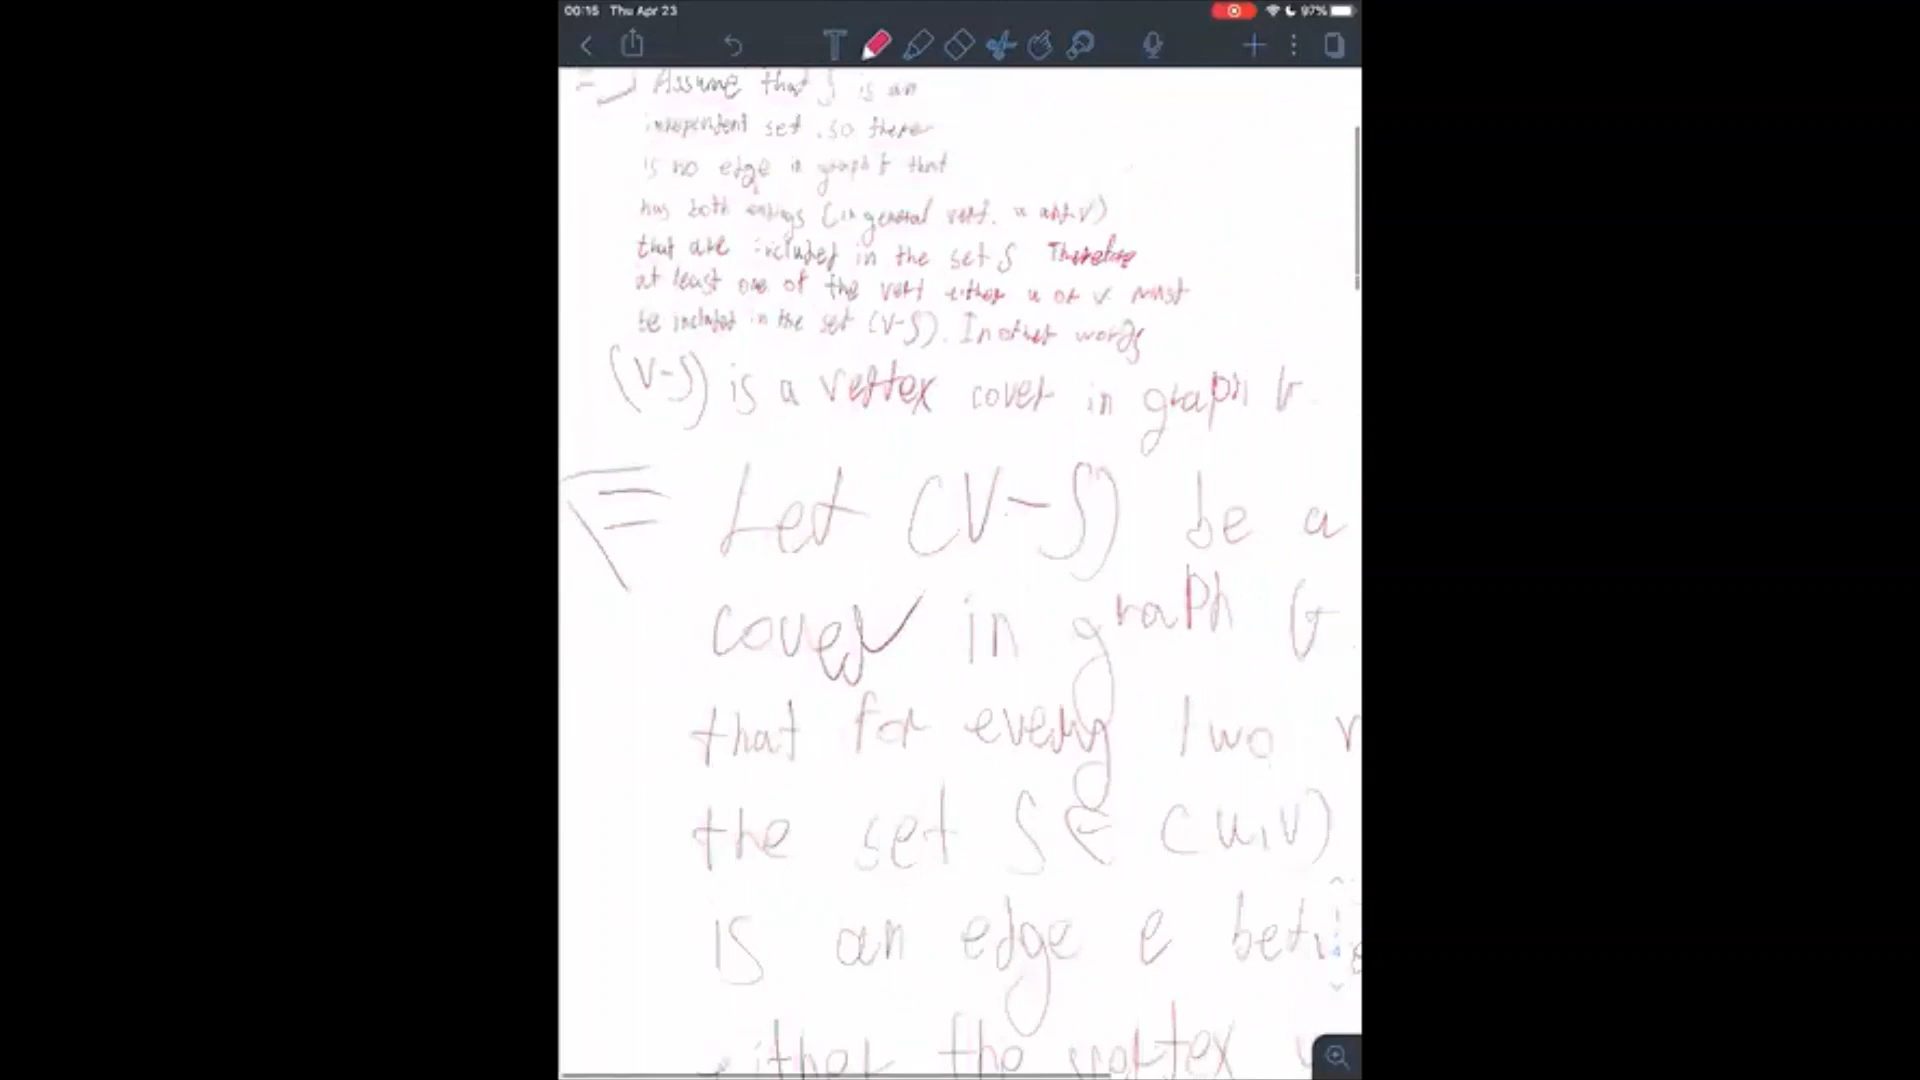 00:15 Thu Apr 23
97%
=> Assume that S is an
independent set . so there
is no edge in graph G that
has both endings (in general vert. u and v)
that are included in the set S Therefore
at least one of the vert either u or v must
be included in the set (V-S). In other words
(V-S) is a vertex cover in graph G.
<= Let (V-S) be a
cover in graph G
that for every two
the set S ∈ (u,v)
is an edge e
either the vertex